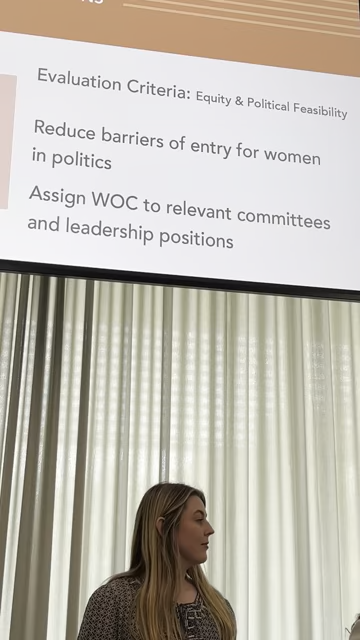 Evaluation Criteria: Equity & Political Feasibility
Reduce barriers of entry for women
in politics
Assign WOC to relevant committees
and leadership positions